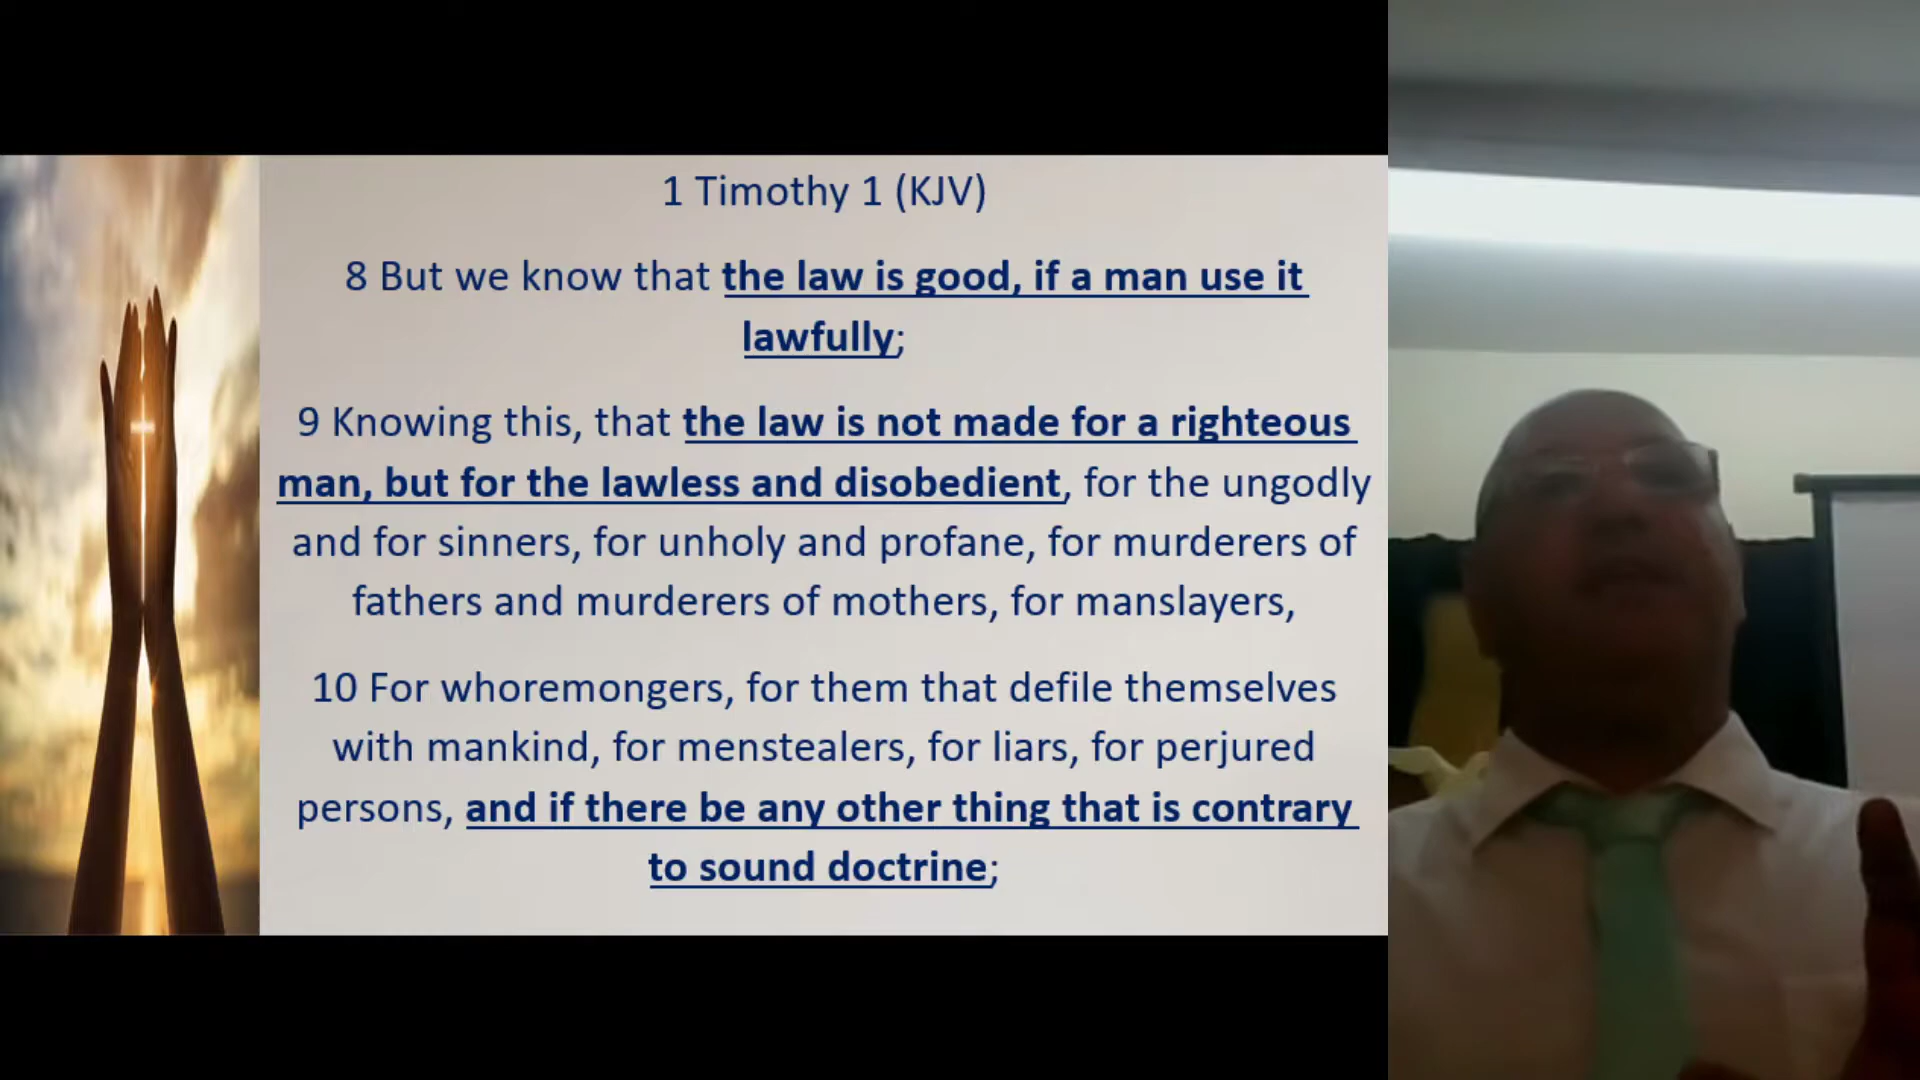 1 Timothy 1 (KJV)
8 But we know that the law is good, if a man use it
lawfully;
9 Knowing this, that the law is not made for a righteous
man, but for the lawless and disobedient, for the ungodly
and for sinners, for unholy and profane, for murderers of
fathers and murderers of mothers, for manslayers,
10 For whoremongers, for them that defile themselves
with mankind, for menstealers, for liars, for perjured
persons, and if there be any other thing that is contrary
to sound doctrine;